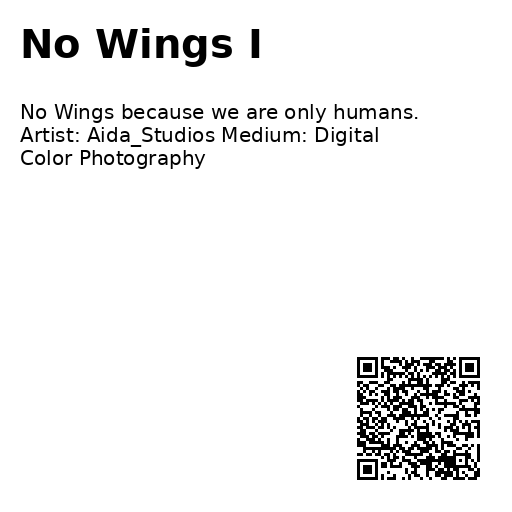 No Wings I
No Wings because we are only humans.
Artist: Aida_Studios Medium: Digital
Color Photography